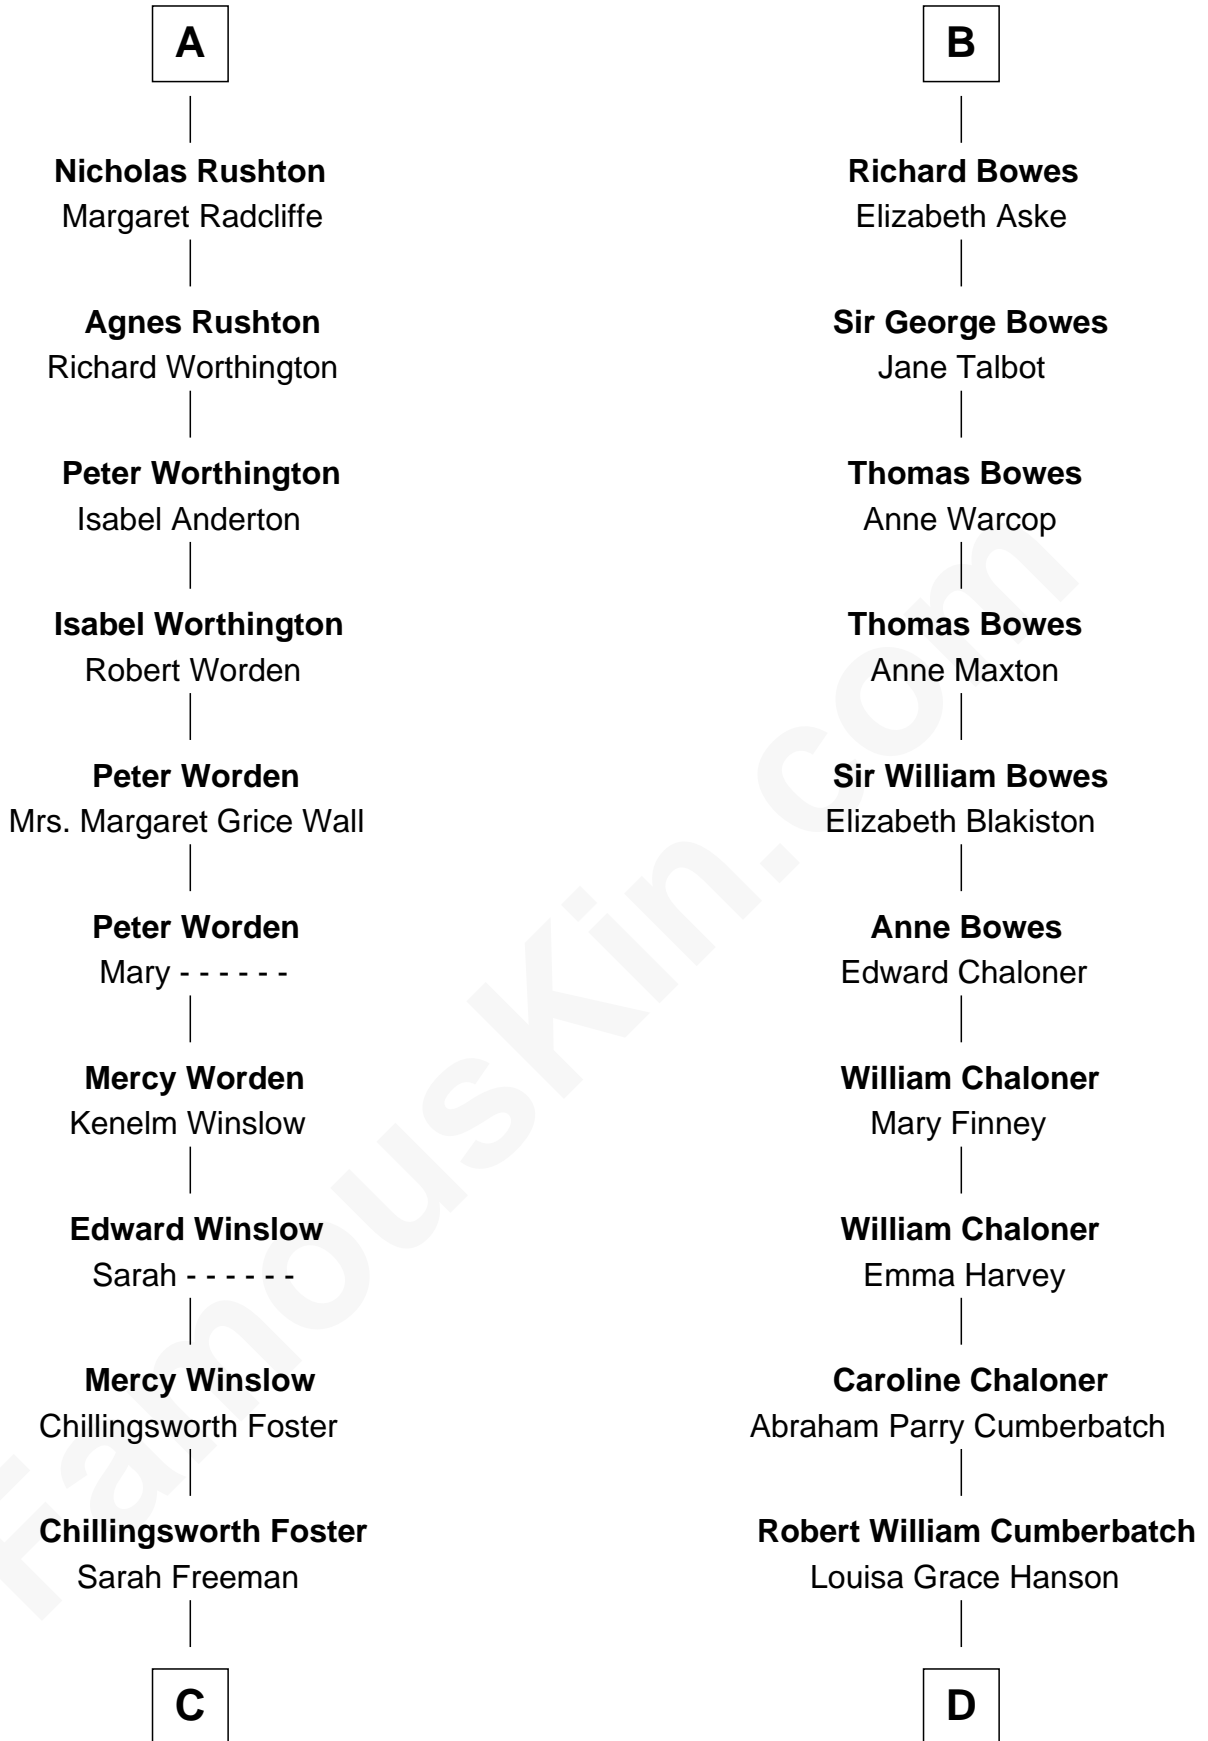 A
Nicholas Rushton
Margaret Radcliffe
Agnes Rushton
Richard Worthington
Peter Worthington
Isabel Anderton
Isabel Worthington
Robert Worden
Peter Worden
Mrs. Margaret Grice Wall
Peter Worden
Mary - - - - - -
Mercy Worden
Kenelm Winslow
Edward Winslow
Sarah - - - - - -
Mercy Winslow
Chillingsworth Foster
Chillingsworth Foster
Sarah Freeman
C
B
Richard Bowes
Elizabeth Aske
Sir George Bowes
Jane Talbot
Thomas Bowes
Anne Warcop
Thomas Bowes
Anne Maxton
Sir William Bowes
Elizabeth Blakiston
Anne Bowes
Edward Chaloner
William Chaloner
Mary Finney
William Chaloner
Emma Harvey
Caroline Chaloner
Abraham Parry Cumberbatch
Robert William Cumberbatch
Louisa Grace Hanson
D
FamousKin.com